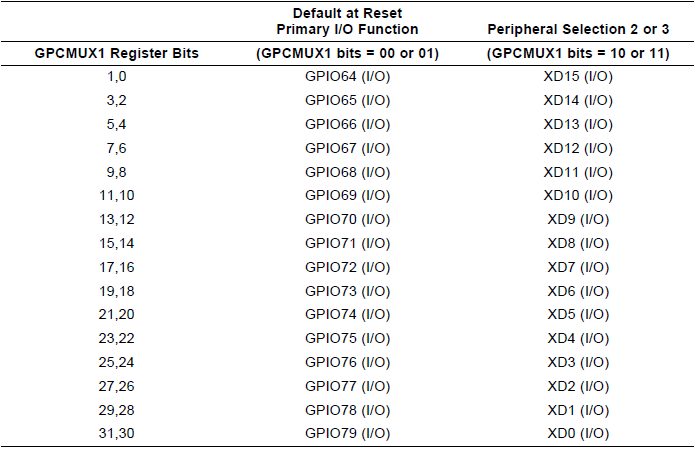 Default at Reset
Primary I/O Function Peripheral Selection 2 or 3
GPCMUX1 Register Bits (GPCMUX1 bits = 00 or 01) (GPCMUX1 bits = 10 or 11)
1,0 GPIO64 (I/O) XD15 (I/O)
3,2 GPIO65 (I/O) XD14 (I/O)
5,4 GPIO66 (I/O) XD13 (I/O)
7,6 GPIO67 (I/O) XD12 (I/O)
9,8 GPIO68 (I/O) XD11 (I/O)
11,10 GPIO69 (I/O) XD10 (I/O)
13,12 GPIO70 (I/O) XD9 (I/O)
15,14 GPIO71 (I/O) XD8 (I/O)
17,16 GPIO72 (I/O) XD7 (I/O)
19,18 GPIO73 (I/O) XD6 (I/O)
21,20 GPIO74 (I/O) XD5 (I/O)
23,22 GPIO75 (I/O) XD4 (I/O)
25,24 GPIO76 (I/O) XD3 (I/O)
27,26 GPIO77 (I/O) XD2 (I/O)
29,28 GPIO78 (I/O) XD1 (I/O)
31,30 GPIO79 (I/O) XD0 (I/O)